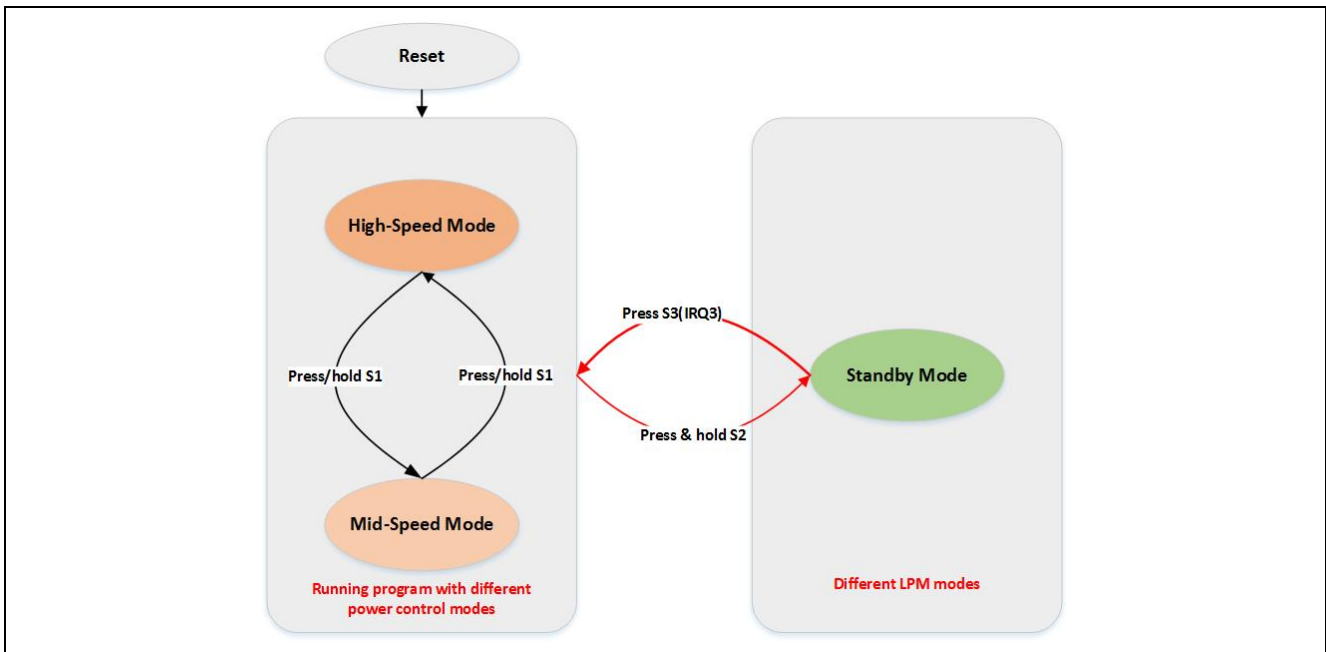 Reset
High-Speed Mode
Press/hold S1
Press/hold S1
Mid-Speed Mode
Running program with different
power control modes
Press S3(IRQ3)
Press & hold S2
Standby Mode
Different LPM modes